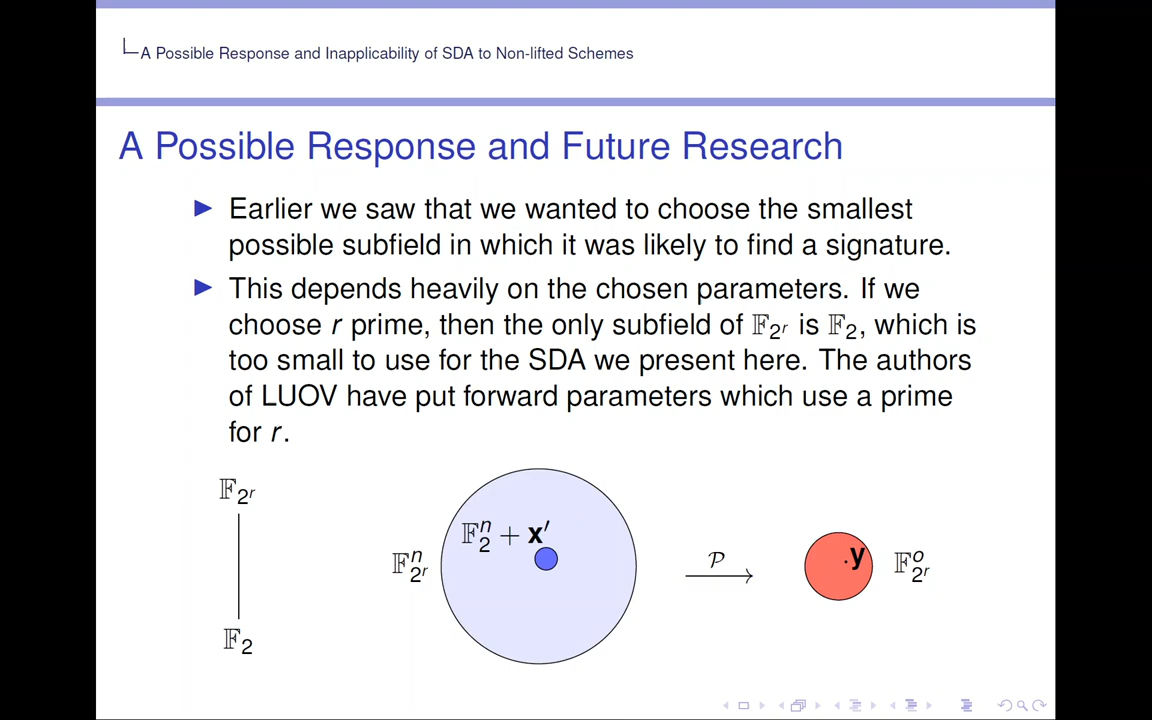 A Possible Response and Inapplicability of SDA to Non-lifted Schemes
A Possible Response and Future Research
Earlier we saw that we wanted to choose the smallest
possible subfield in which it was likely to find a signature.
This depends heavily on the chosen parameters. If we
choose r prime, then the only subfield of 𝔽_{2^r} is 𝔽_2, which is
too small to use for the SDA we present here. The authors
of LUOV have put forward parameters which use a prime
for r.
𝔽_{2^r}
𝔽_2
𝔽_{2^r}^n
𝔽_2^n + x′
𝒫
.y
𝔽_{2^r}^o